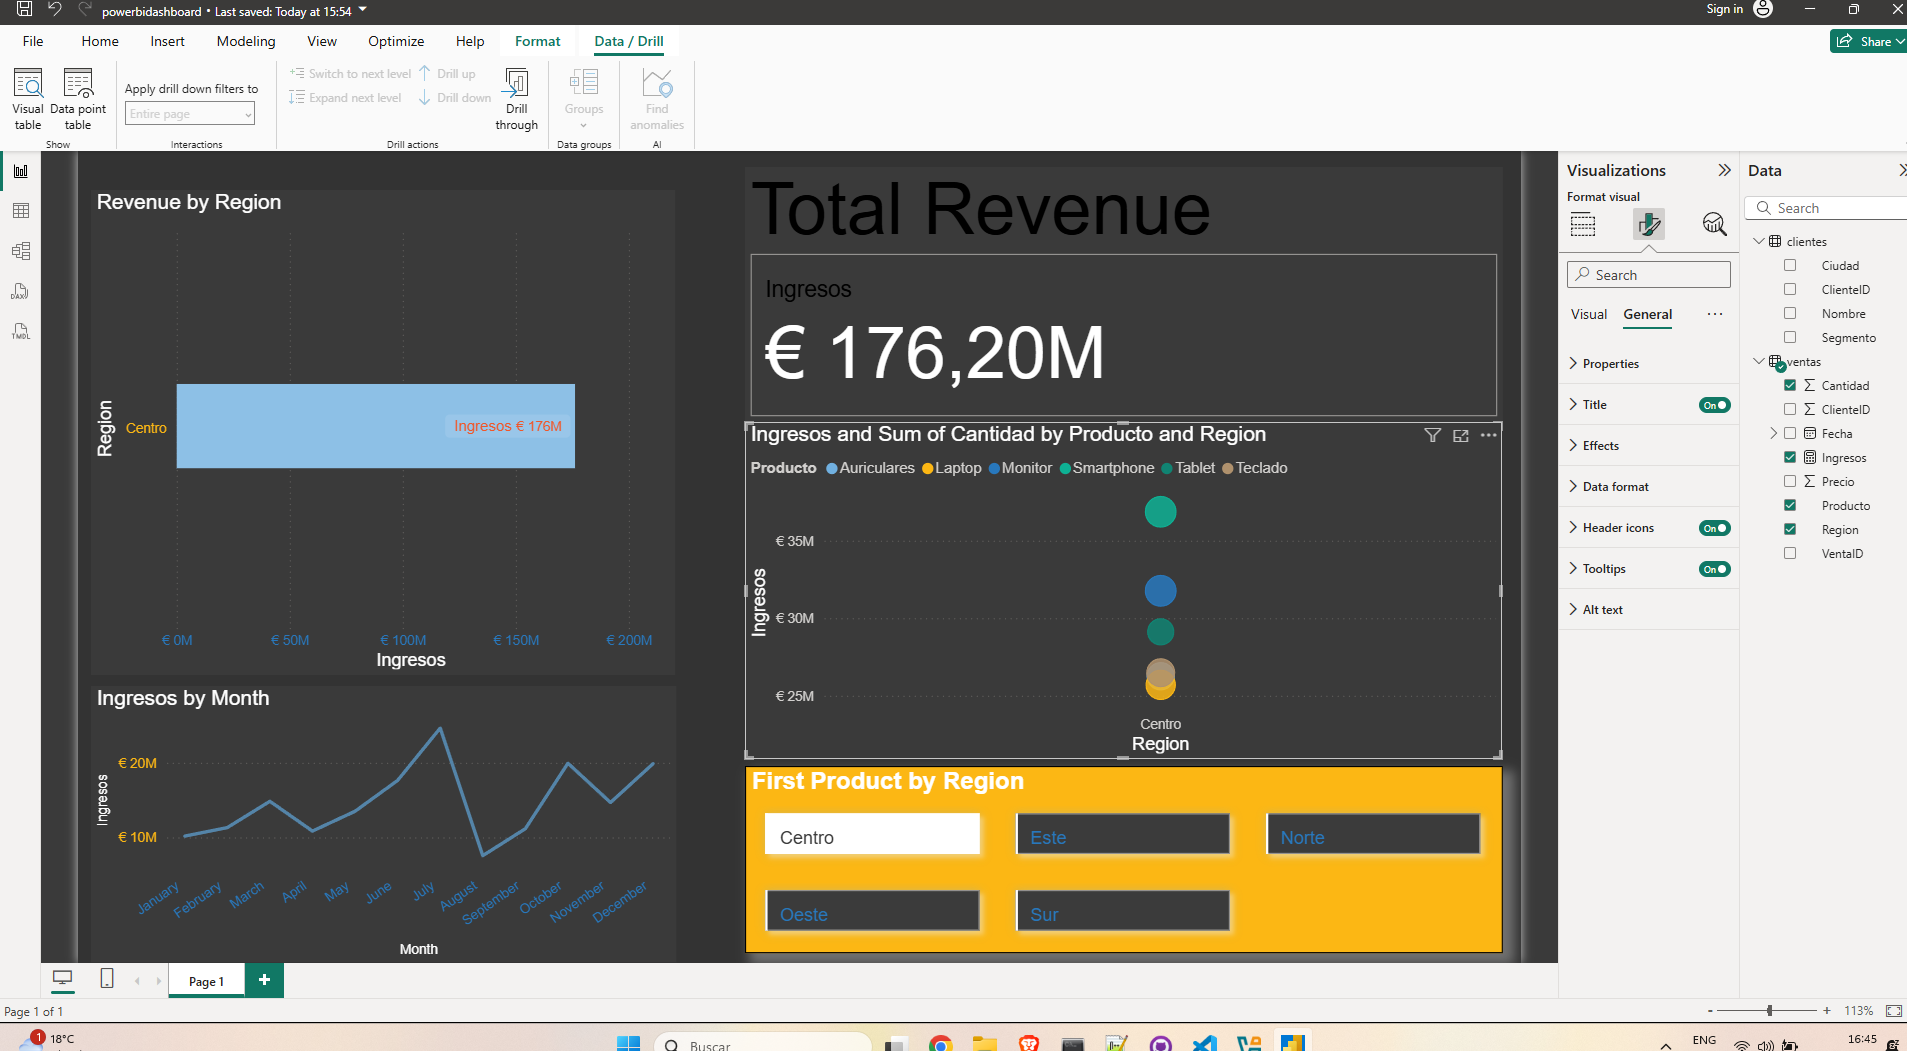 powerbidashboard • Last saved: Today at 15:54
Sign in
File Home Insert Modeling View Optimize Help Format Data / Drill
Share
Visual table
Data point table
Show
Apply drill down filters to
Entire page
Interactions
Switch to next level
Expand next level
Drill up
Drill down
Drill through
Drill actions
Groups
Data groups
Find anomalies
AI
DAX
TMDL
Revenue by Region
Region
Centro
Ingresos € 176M
€ 0M € 50M € 100M € 150M € 200M
Ingresos
Ingresos by Month
Ingresos
€ 20M
€ 10M
January February March April May June July August September October November December
Month
Total Revenue
Ingresos
€ 176,20M
Ingresos and Sum of Cantidad by Producto and Region
Producto Auriculares Laptop Monitor Smartphone Tablet Teclado
Ingresos
€ 35M
€ 30M
€ 25M
Centro
Region
First Product by Region
Centro Este Norte
Oeste Sur
Visualizations
Format visual
Search
Visual General
Properties
Title On
Effects
Data format
Header icons On
Tooltips On
Alt text
Data
Search
clientes
Ciudad
ClienteID
Nombre
Segmento
ventas
Cantidad
ClienteID
Fecha
Ingresos
Precio
Producto
Region
VentaID
Page 1
+
Page 1 of 1
- + 113%
1
18°C
Buscar
ENG
16:45